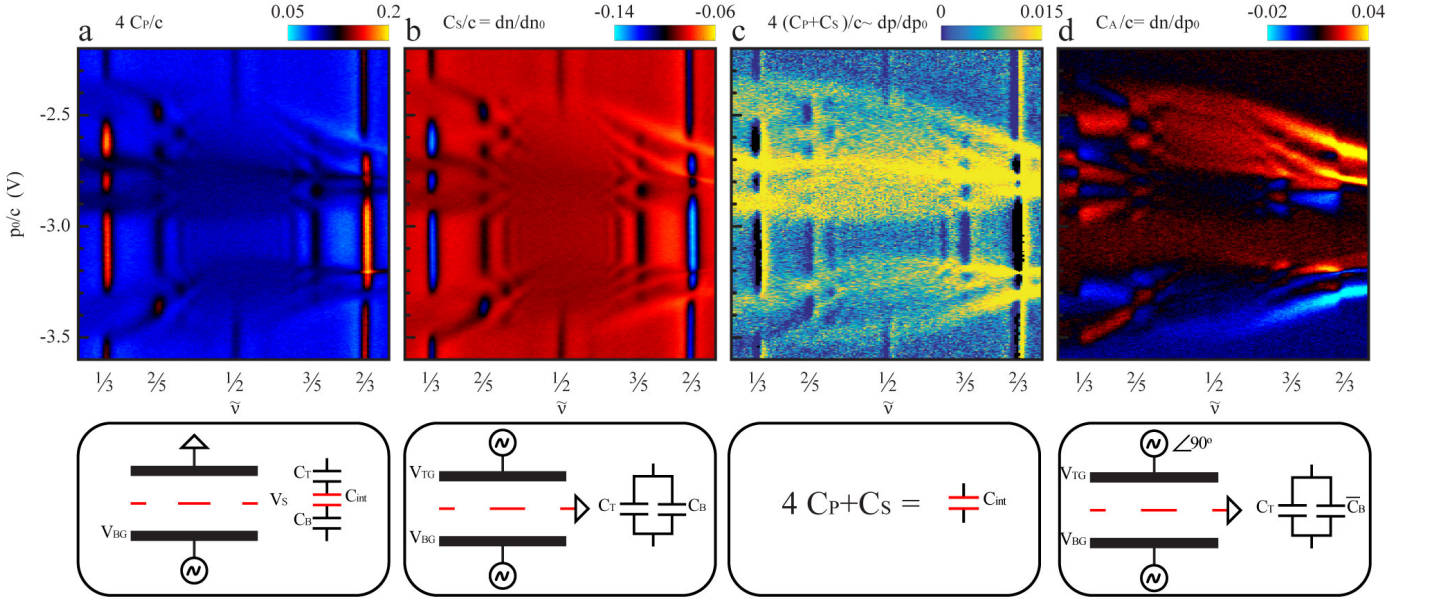 a 4 CP/c 0.05 0.2
b CS/c = dn/dn0 -0.14 -0.06
c 4 (CP+CS)/c~ dp/dp0 0 0.015
d CA/c= dn/dp0 -0.02 0.04
p0/c (V)
-2.5
-3.0
-3.5
⅓ ⅖ ½ ⅗ ⅔
ν̃
⅓ ⅖ ½ ⅗ ⅔
ν̃
⅓ ⅖ ½ ⅗ ⅔
ν̃
⅓ ⅖ ½ ⅗ ⅔
ν̃
CT
VS Cint
CB
VBG
VTG
CT CB
VBG
4 CP+CS = Cint
∠90º
VTG
CT C̅B
VBG